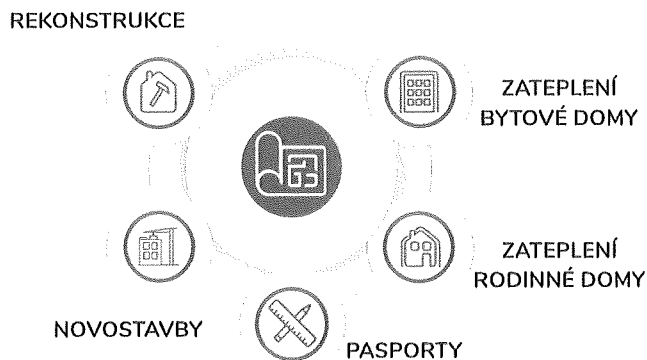 REKONSTRUKCE
ZATEPLENÍ
BYTOVÉ DOMY
ZATEPLENÍ
RODINNÉ DOMY
NOVOSTAVBY
PASPORTY